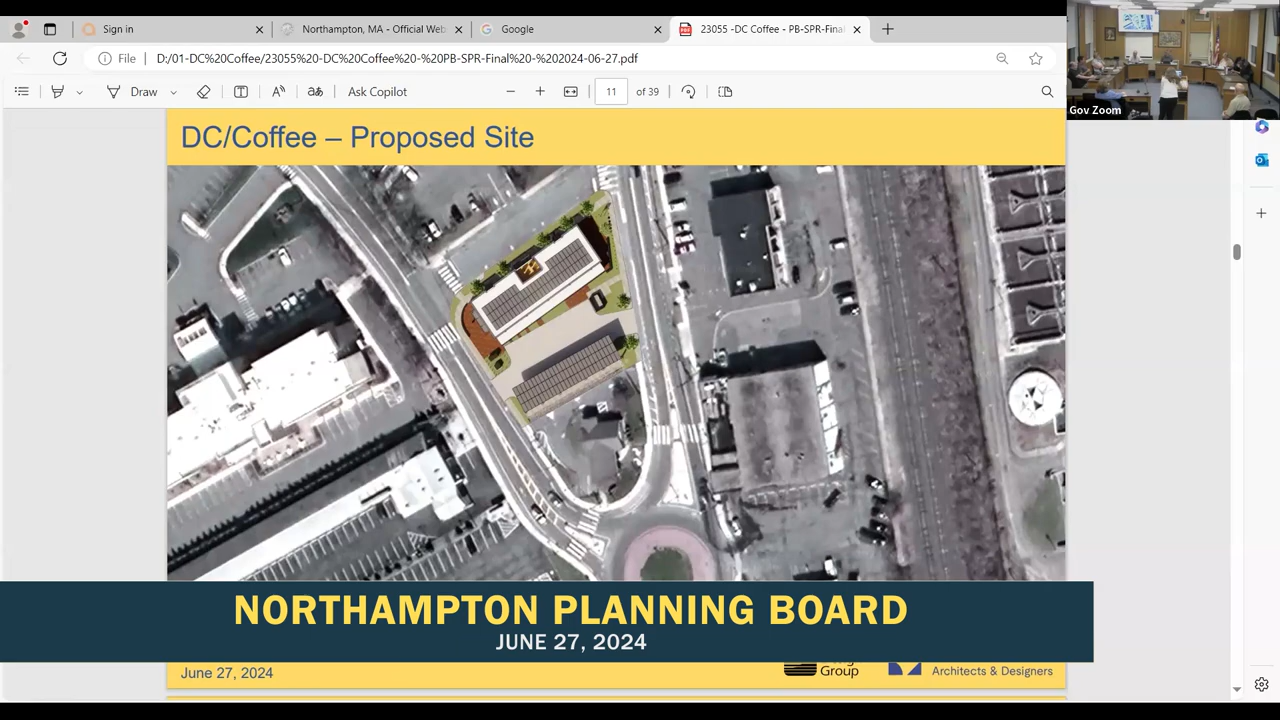 Sign in
Northampton, MA - Official Wel
Google
23055 -DC Coffee - PB-SPR-Final
File
D:/01-DC%20Coffee/23055%20-DC%20Coffee%20-%20PB-SPR-Final%20-%202024-06-27.pdf
Draw
Ask Copilot
11 of 39
Gov Zoom
DC/Coffee – Proposed Site
NORTHAMPTON PLANNING BOARD
JUNE 27, 2024
June 27, 2024
Group
Architects & Designers